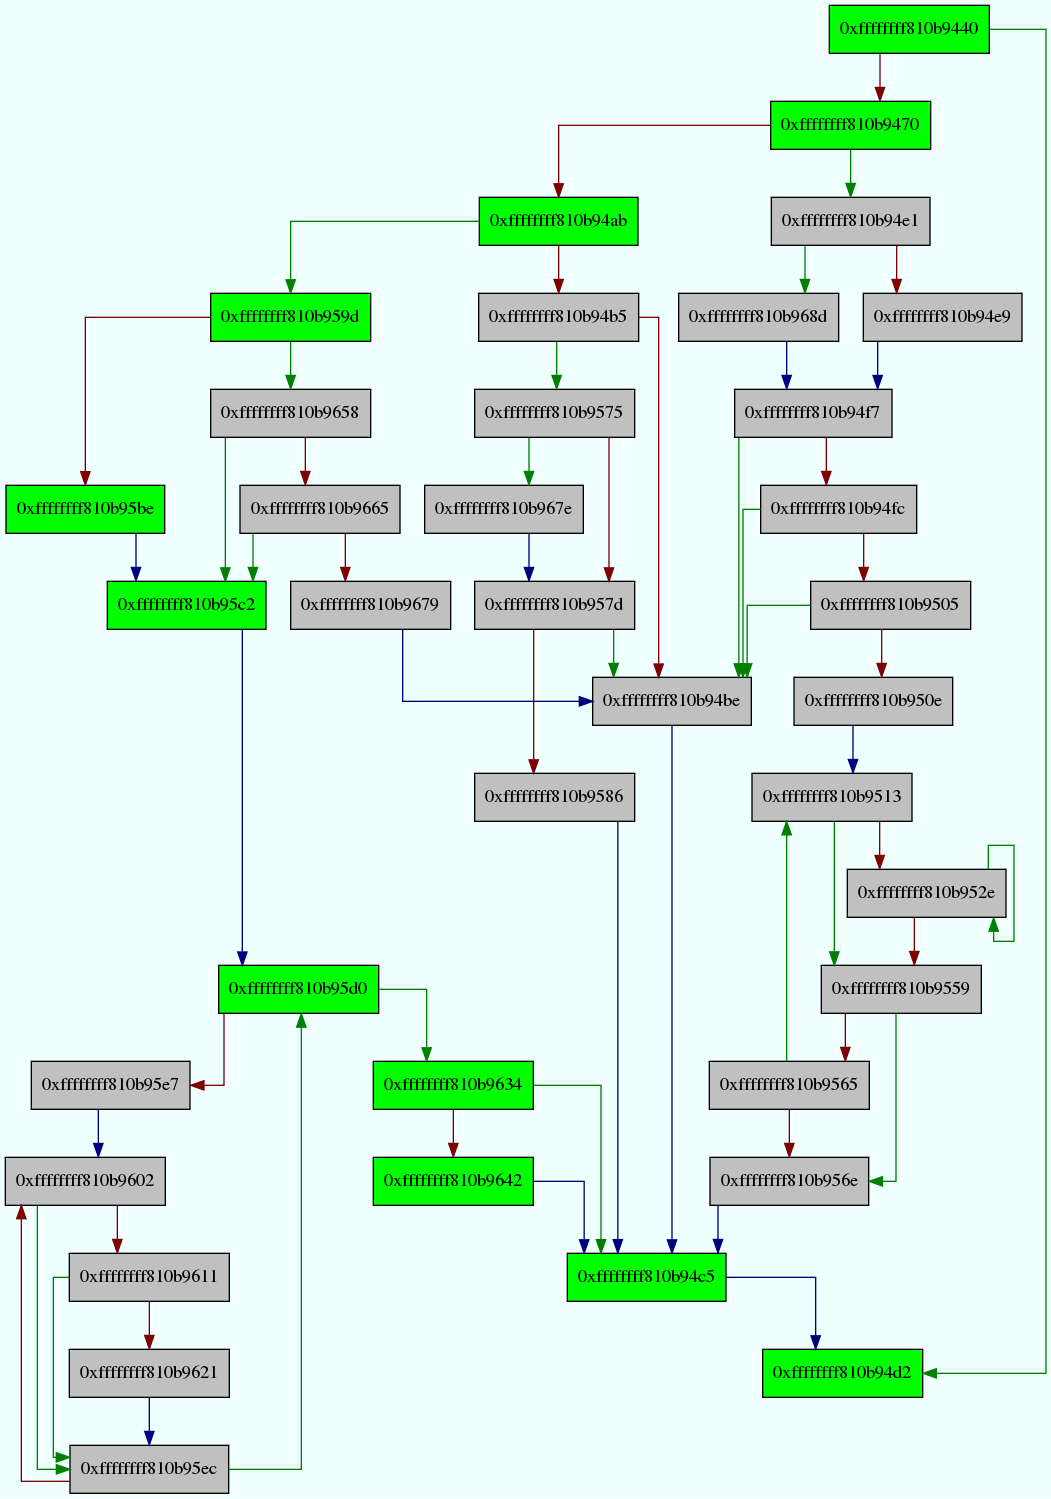 0xffffffff810b9440
0xffffffff810b9470
0xffffffff810b94ab
0xffffffff810b94e1
0xffffffff810b959d
0xffffffff810b94b5
0xffffffff810b968d
0xffffffff810b94e9
0xffffffff810b9658
0xffffffff810b9575
0xffffffff810b94f7
0xffffffff810b95be
0xffffffff810b9665
0xffffffff810b967e
0xffffffff810b94fc
0xffffffff810b95c2
0xffffffff810b9679
0xffffffff810b957d
0xffffffff810b9505
0xffffffff810b94be
0xffffffff810b950e
0xffffffff810b9586
0xffffffff810b9513
0xffffffff810b952e
0xffffffff810b95d0
0xffffffff810b9559
0xffffffff810b95e7
0xffffffff810b9634
0xffffffff810b9565
0xffffffff810b9602
0xffffffff810b9642
0xffffffff810b956e
0xffffffff810b9611
0xffffffff810b94c5
0xffffffff810b9621
0xffffffff810b94d2
0xffffffff810b95ec